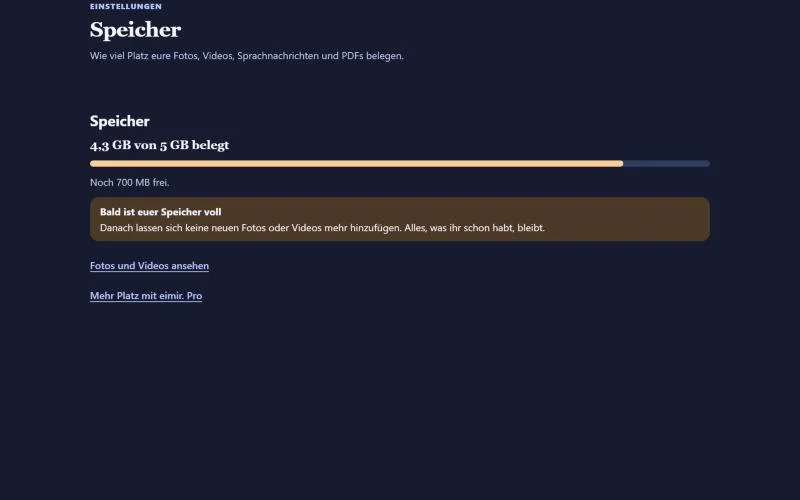 EINSTELLUNGEN
Speicher
Wie viel Platz eure Fotos, Videos, Sprachnachrichten und PDFs belegen.
Speicher
4,3 GB von 5 GB belegt
Noch 700 MB frei.
Bald ist euer Speicher voll
Danach lassen sich keine neuen Fotos oder Videos mehr hinzufügen. Alles, was ihr schon habt, bleibt.
Fotos und Videos ansehen
Mehr Platz mit eimir. Pro